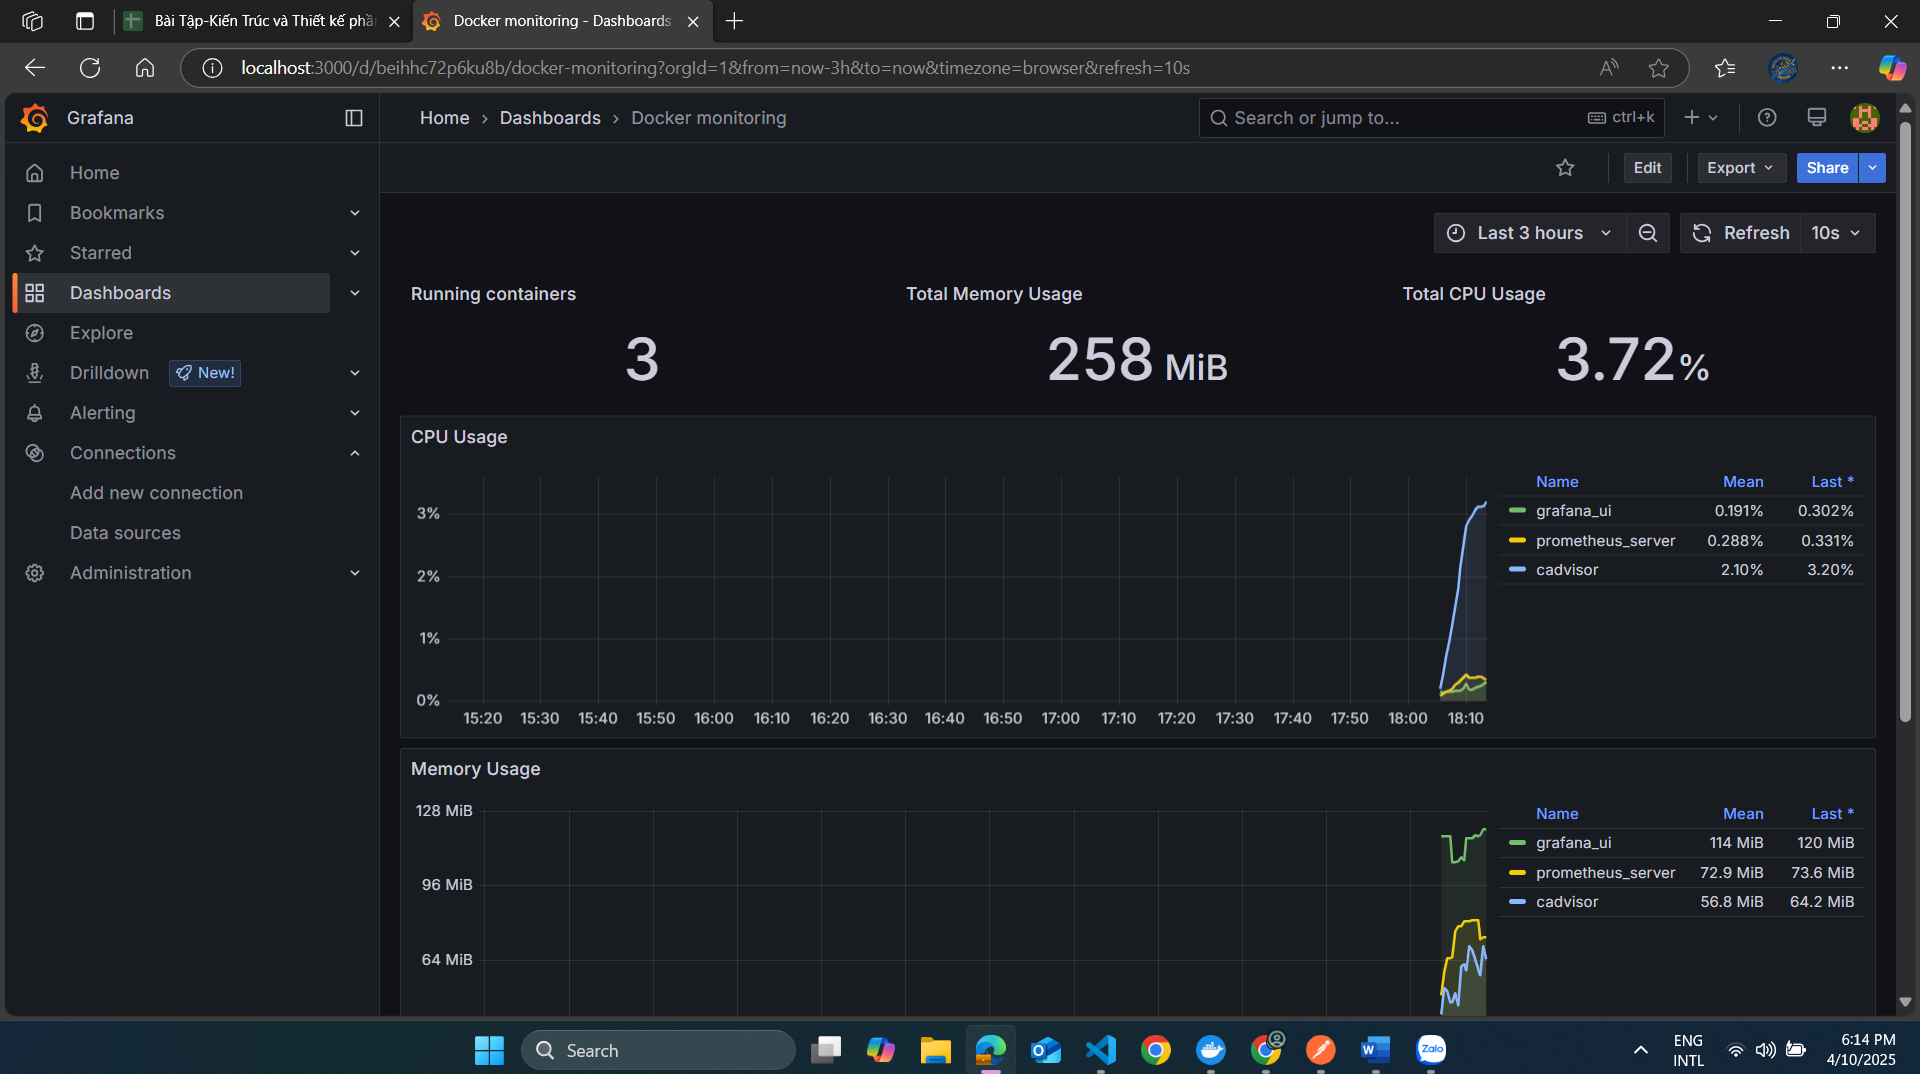 Bài Tập-Kiến Trúc và Thiết kế phần
Docker monitoring - Dashboards
localhost:3000/d/beihhc72p6ku8b/docker-monitoring?orgId=1&from=now-3h&to=now&timezone=browser&refresh=10s
Grafana
Home › Dashboards › Docker monitoring
Search or jump to...
ctrl+k
Edit
Export
Share
Home
Bookmarks
Starred
Dashboards
Explore
Drilldown New!
Alerting
Connections
Add new connection
Data sources
Administration
Last 3 hours
Refresh 10s
Running containers
3
Total Memory Usage
258 MiB
Total CPU Usage
3.72%
CPU Usage
3%
2%
1%
0%
15:20 15:30 15:40 15:50 16:00 16:10 16:20 16:30 16:40 16:50 17:00 17:10 17:20 17:30 17:40 17:50 18:00 18:10
Name Mean Last *
grafana_ui 0.191% 0.302%
prometheus_server 0.288% 0.331%
cadvisor 2.10% 3.20%
Memory Usage
128 MiB
96 MiB
64 MiB
Name Mean Last *
grafana_ui 114 MiB 120 MiB
prometheus_server 72.9 MiB 73.6 MiB
cadvisor 56.8 MiB 64.2 MiB
Search
Zalo
ENG
INTL
6:14 PM
4/10/2025